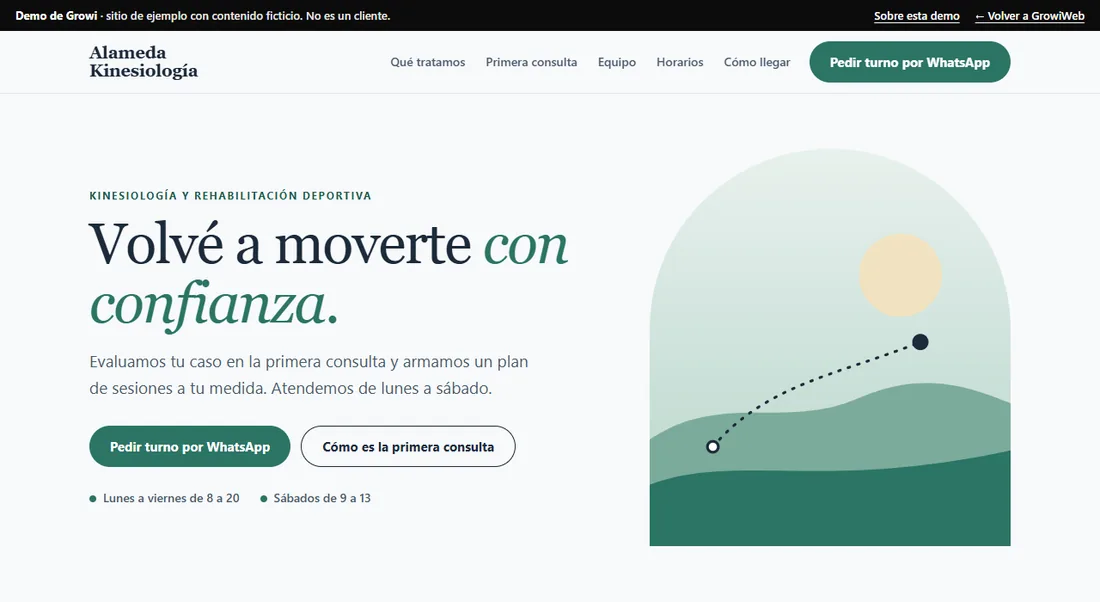 Demo de Growi · sitio de ejemplo con contenido ficticio. No es un cliente.
Sobre esta demo
← Volver a GrowiWeb
Alameda
Kinesiología
Qué tratamos
Primera consulta
Equipo
Horarios
Cómo llegar
Pedir turno por WhatsApp
KINESIOLOGÍA Y REHABILITACIÓN DEPORTIVA
Volvé a moverte con
confianza.
Evaluamos tu caso en la primera consulta y armamos un plan
de sesiones a tu medida. Atendemos de lunes a sábado.
Pedir turno por WhatsApp
Cómo es la primera consulta
Lunes a viernes de 8 a 20
Sábados de 9 a 13